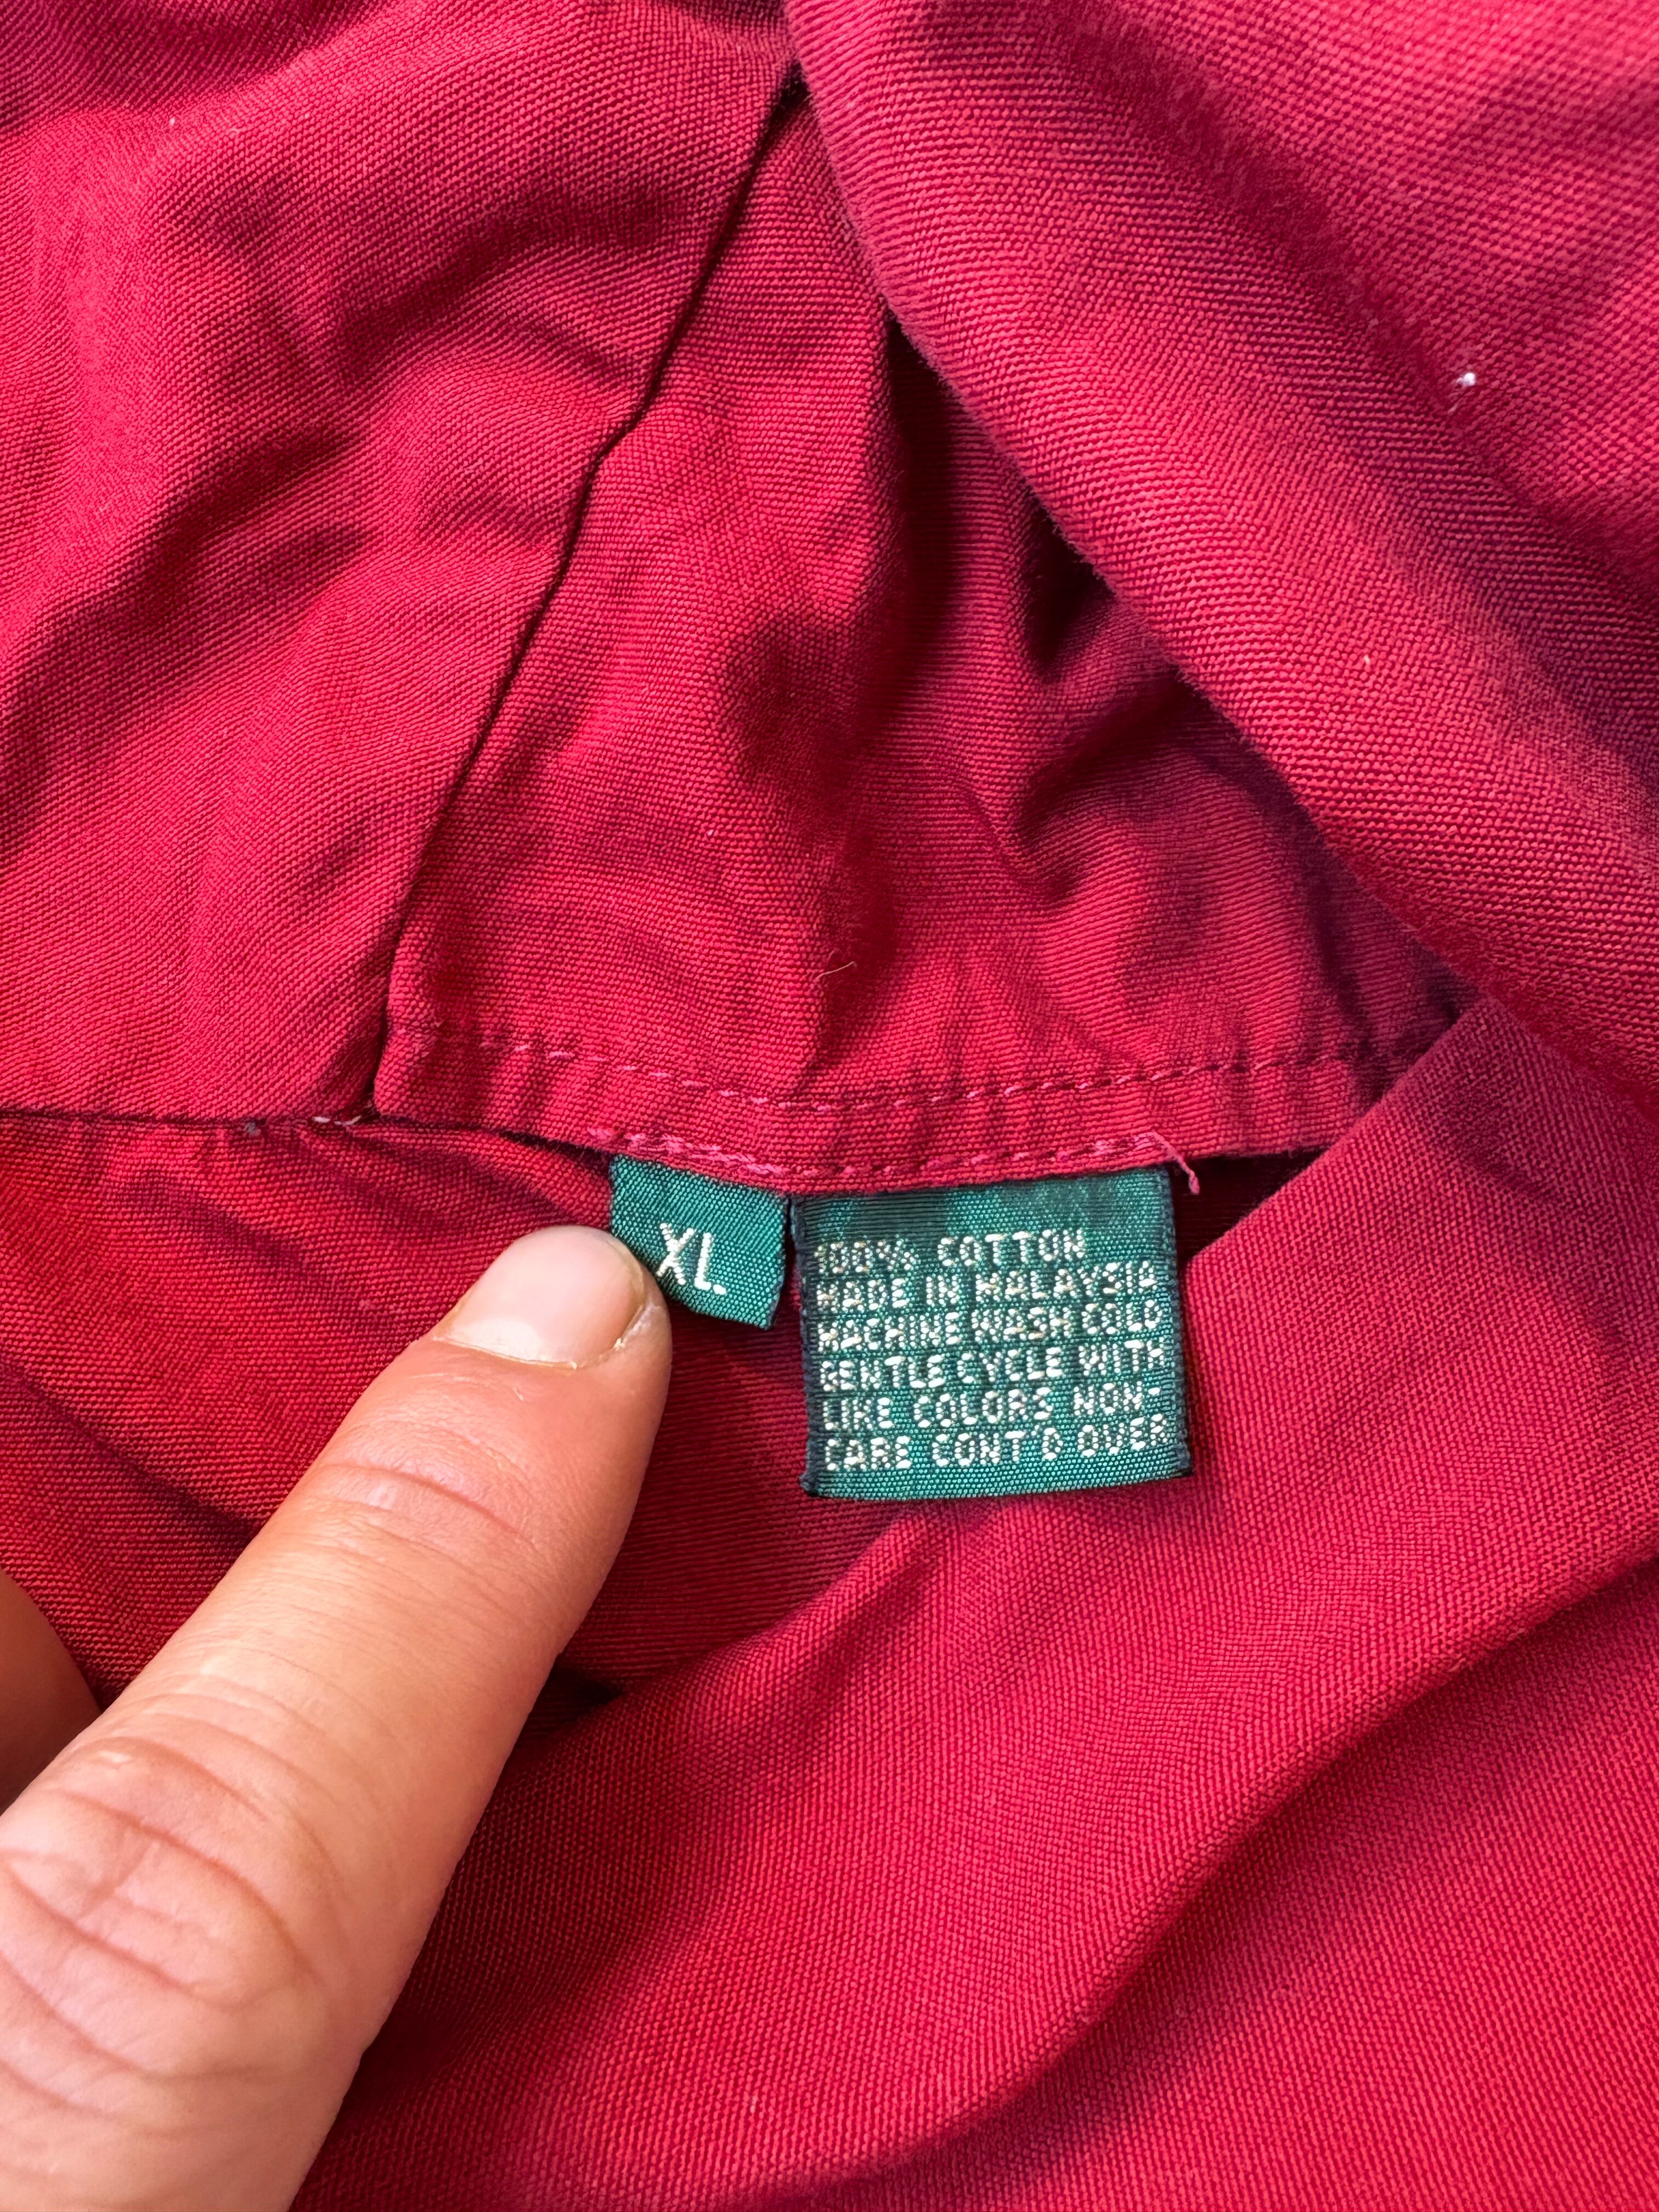 XL
100% COTTON
MADE IN MALAYSIA
MACHINE WASH COLD
GENTLE CYCLE WITH
LIKE COLORS NON-
CARE CONT'D OVER